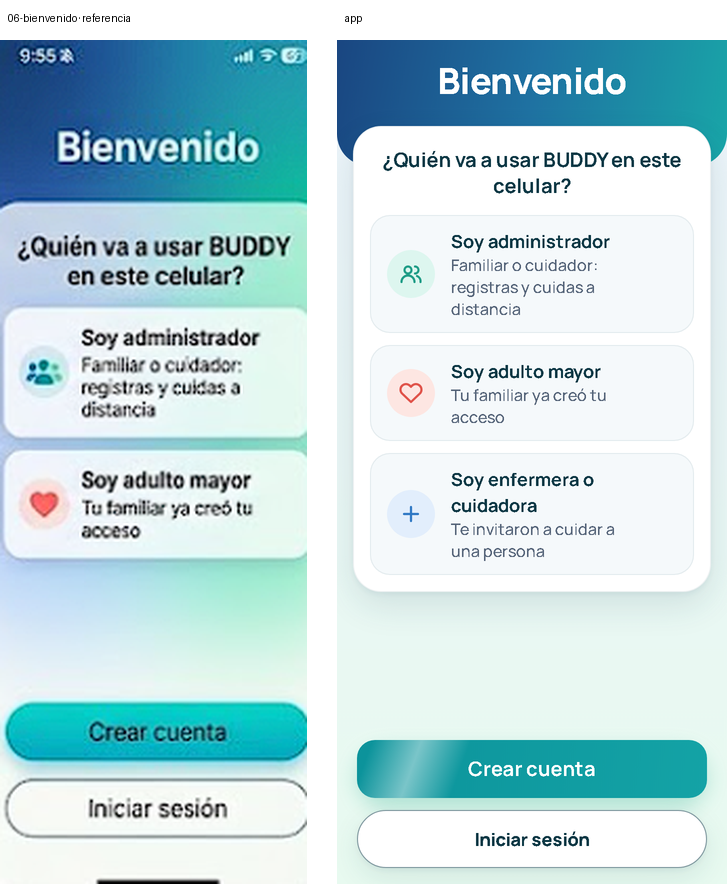 06-bienvenido·referencia
9:55
Bienvenido
¿Quién va a usar BUDDY
en este celular?
Soy administrador
Familiar o cuidador:
registras y cuidas a
distancia
Soy adulto mayor
Tu familiar ya creó tu
acceso
Crear cuenta
Iniciar sesión
app
Bienvenido
¿Quién va a usar BUDDY en este
celular?
Soy administrador
Familiar o cuidador:
registras y cuidas a
distancia
Soy adulto mayor
Tu familiar ya creó tu
acceso
Soy enfermera o
cuidadora
Te invitaron a cuidar a
una persona
Crear cuenta
Iniciar sesión